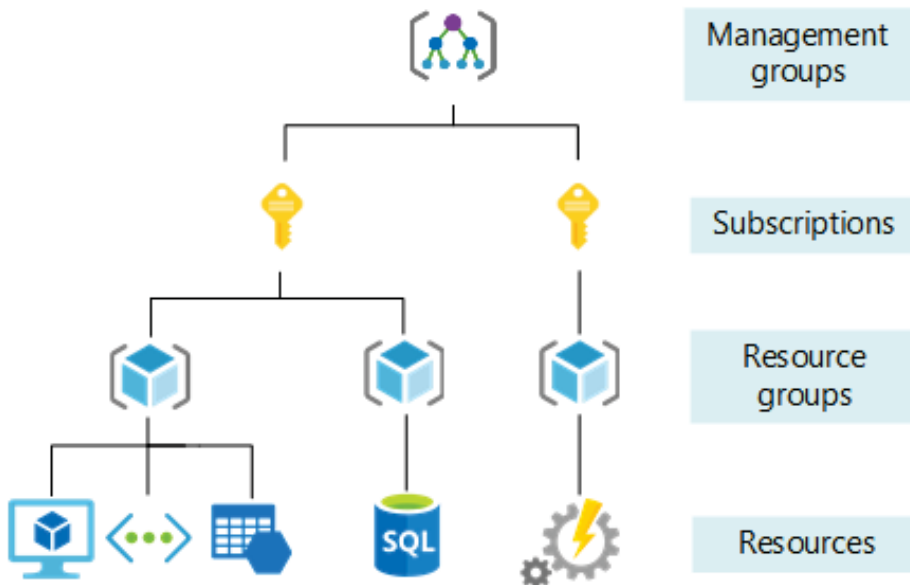 Management
groups
Subscriptions
Resource
groups
SQL
Resources